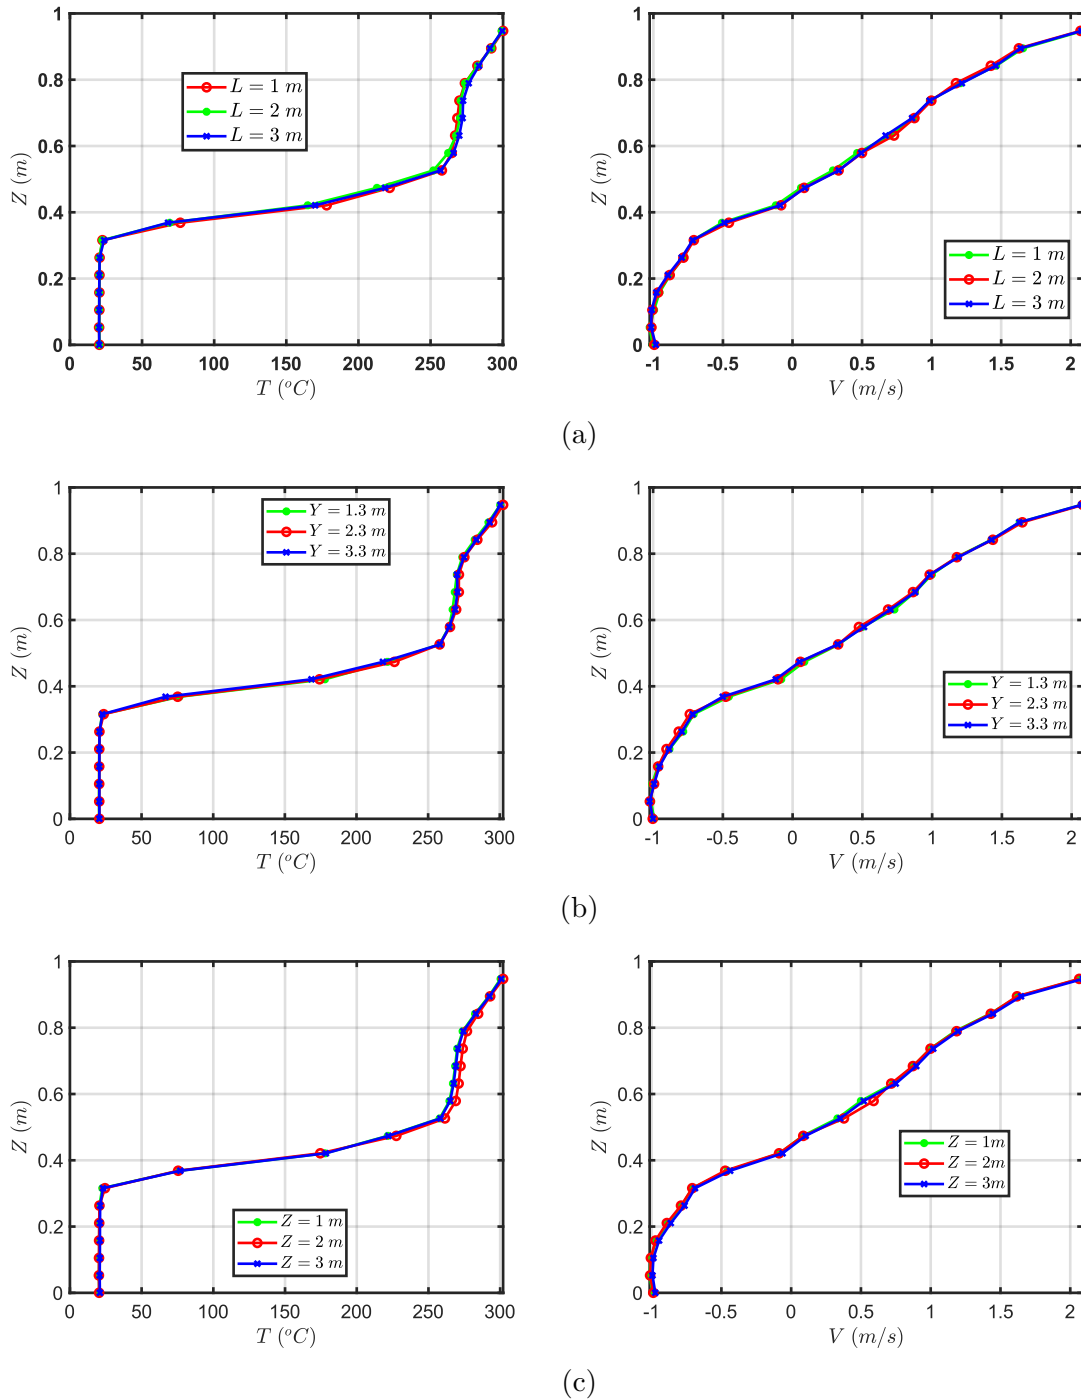 1
0.8
0.6
0.4
0.2
0
Z (m)
L = 1 m
L = 2 m
L = 3 m
0 50 100 150 200 250 300
T (°C)
1
0.8
0.6
0.4
0.2
0
Z (m)
L = 1 m
L = 2 m
L = 3 m
-1 -0.5 0 0.5 1 1.5 2
V (m/s)
(a)
1
0.8
0.6
0.4
0.2
0
Z (m)
Y = 1.3 m
Y = 2.3 m
Y = 3.3 m
0 50 100 150 200 250 300
T (°C)
1
0.8
0.6
0.4
0.2
0
Z (m)
Y = 1.3 m
Y = 2.3 m
Y = 3.3 m
-1 -0.5 0 0.5 1 1.5 2
V (m/s)
(b)
1
0.8
0.6
0.4
0.2
0
Z (m)
Z = 1 m
Z = 2 m
Z = 3 m
0 50 100 150 200 250 300
T (°C)
1
0.8
0.6
0.4
0.2
0
Z (m)
Z = 1m
Z = 2m
Z = 3m
-1 -0.5 0 0.5 1 1.5 2
V (m/s)
(c)